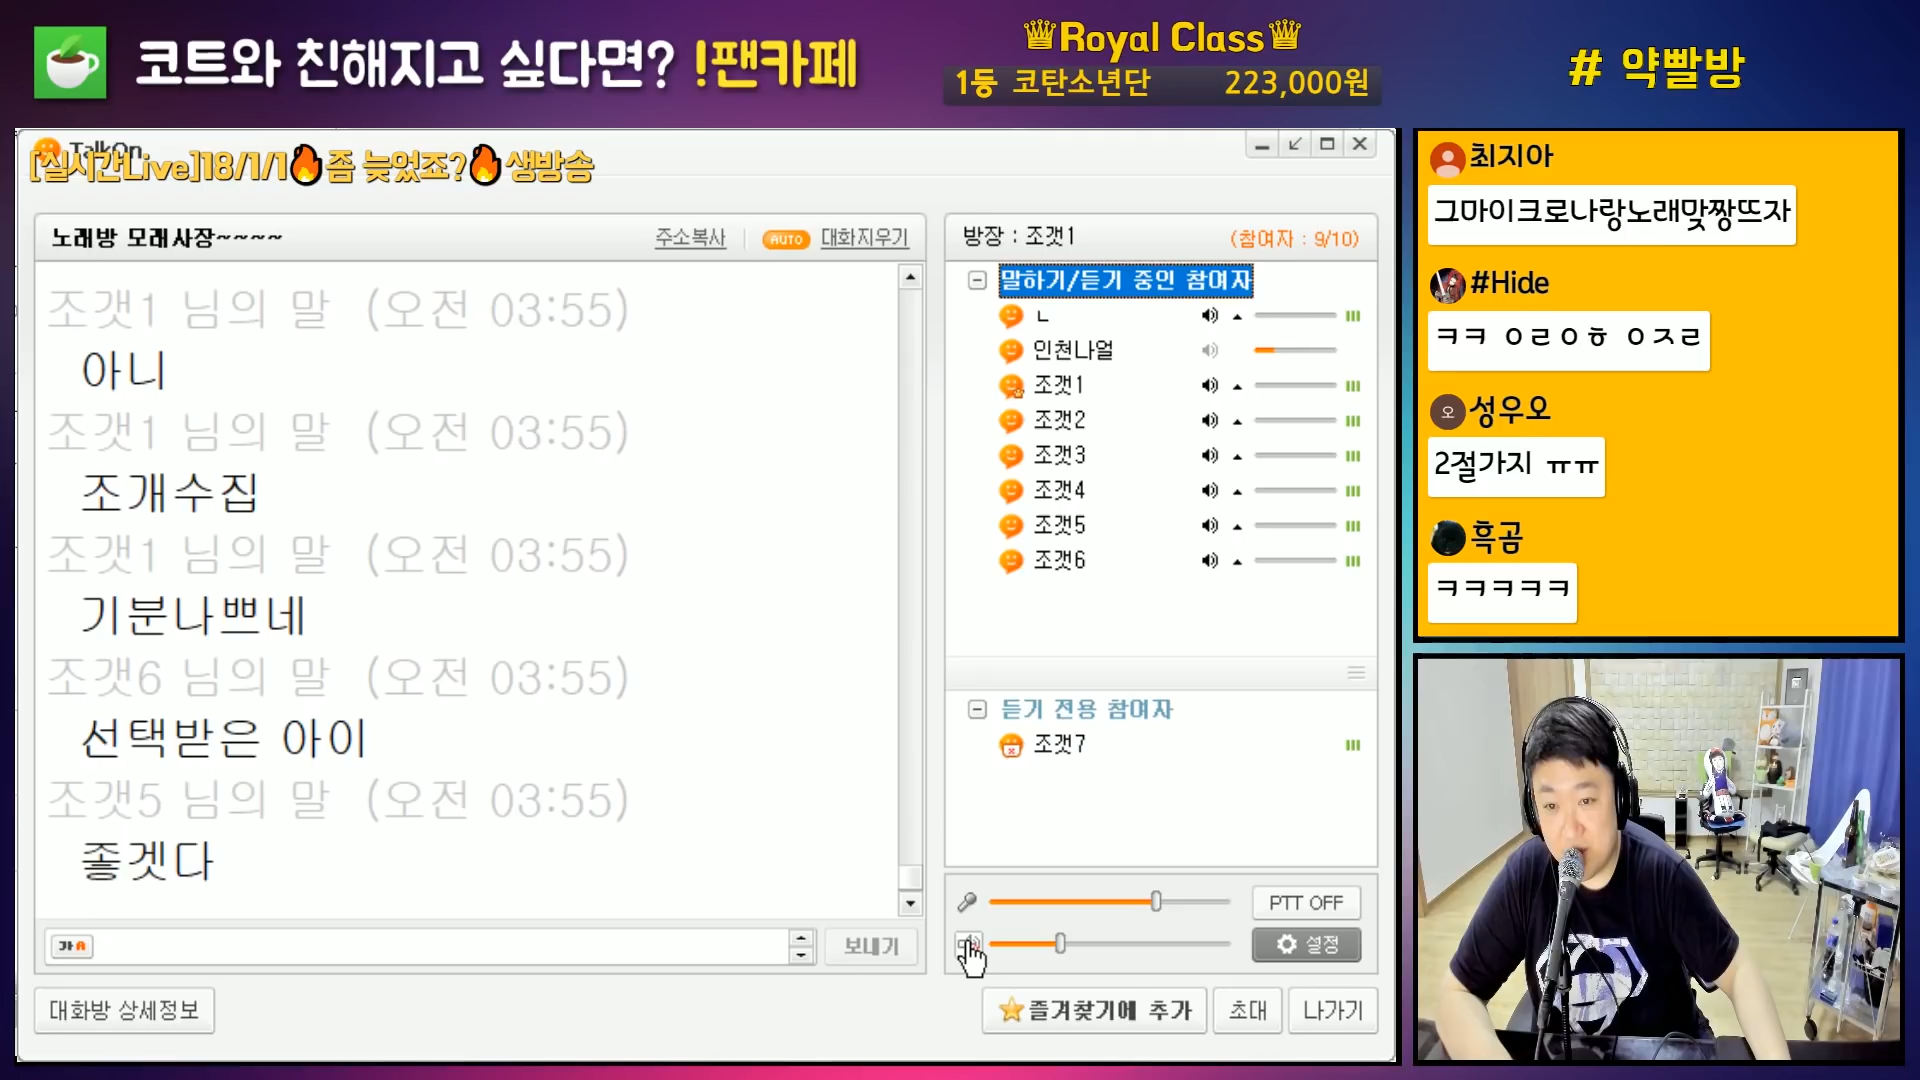 코트와 친해지고 싶다면? !팬카페
Royal Class
1등 코탄소년단 223,000원
# 약빨방
TalkOn
[실시간Live]18/1/1🔥좀 늦었죠?🔥생방송
노래방 모래사장~~~~
주소복사
AUTO
대화지우기
조갯1 님의 말 (오전 03:55)
아니
조갯1 님의 말 (오전 03:55)
조개수집
조갯1 님의 말 (오전 03:55)
기분나쁘네
조갯6 님의 말 (오전 03:55)
선택받은 아이
조갯5 님의 말 (오전 03:55)
좋겟다
가A
보내기
대화방 상세정보
방장 : 조갯1
(참여자 : 9/10)
말하기/듣기 중인 참여자
ㄴ
인천나얼
조갯1
조갯2
조갯3
조갯4
조갯5
조갯6
듣기 전용 참여자
조갯7
PTT OFF
설정
즐겨찾기에 추가
초대
나가기
최지아
그마이크로나랑노래맞짱뜨자
#Hide
ㅋㅋ ㅇㄹㅇㅎ ㅇㅈㄹ
오
성우오
2절가지 ㅠㅠ
흑곰
ㅋㅋㅋㅋㅋ